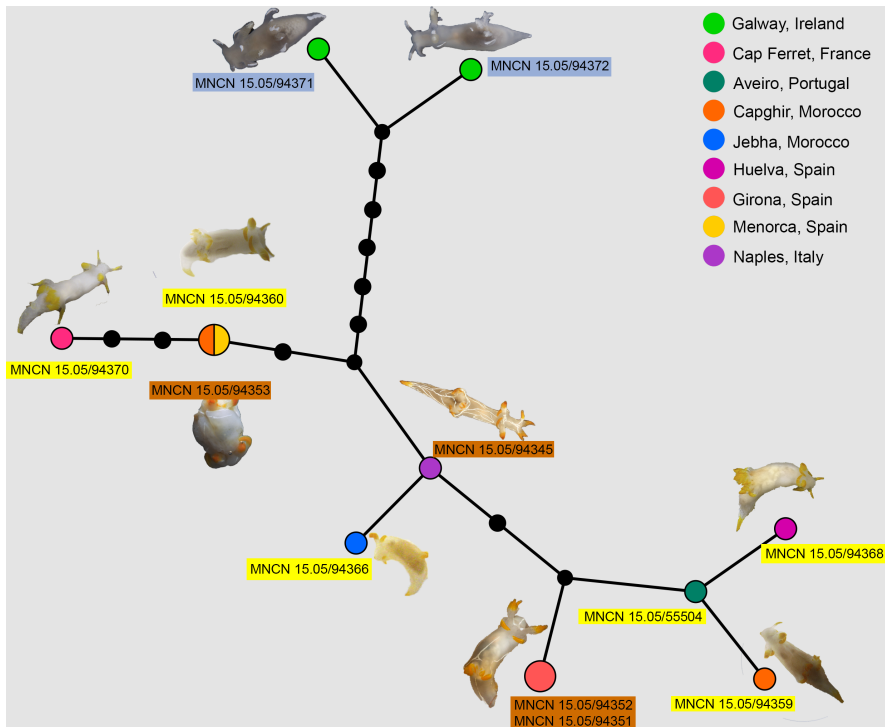 MNCN 15.05/94371
MNCN 15.05/94372
Galway, Ireland
Cap Ferret, France
Aveiro, Portugal
Capghir, Morocco
Jebha, Morocco
Huelva, Spain
Girona, Spain
Menorca, Spain
Naples, Italy
MNCN 15.05/94360
MNCN 15.05/94370
MNCN 15.05/94353
MNCN 15.05/94345
MNCN 15.05/94366
MNCN 15.05/94368
MNCN 15.05/55504
MNCN 15.05/94352
MNCN 15.05/94351
MNCN 15.05/94359